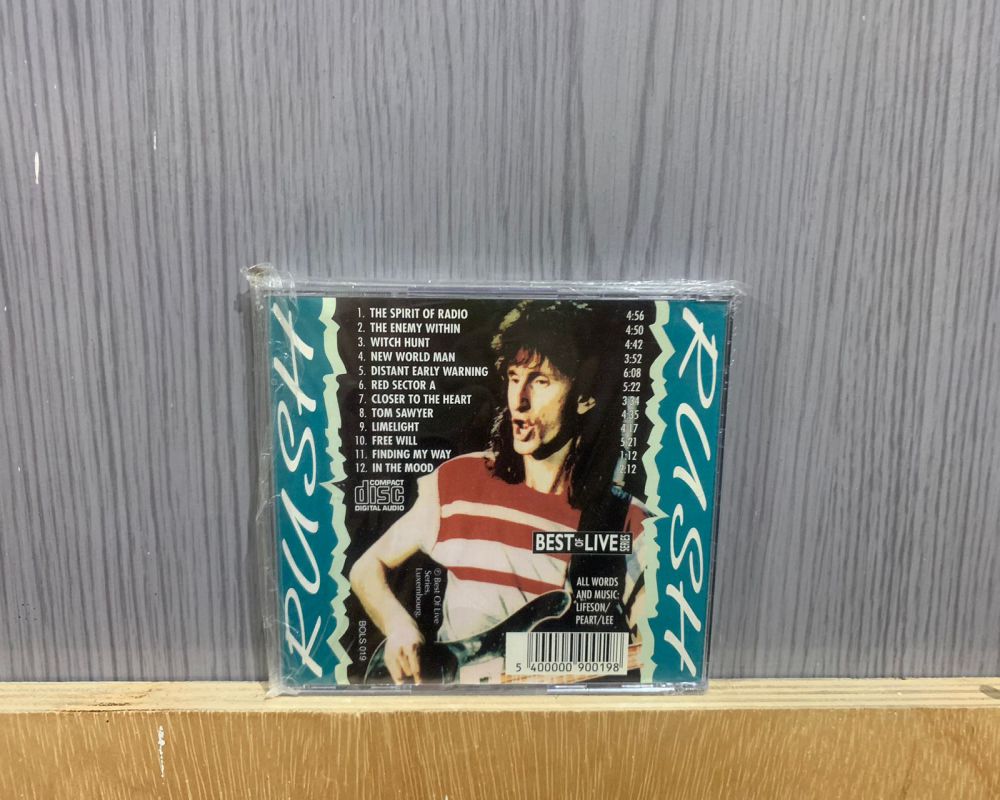 RUSH
1. THE SPIRIT OF RADIO 4:56
2. THE ENEMY WITHIN 4:50
3. WITCH HUNT 4:42
4. NEW WORLD MAN 3:52
5. DISTANT EARLY WARNING 6:08
6. RED SECTOR A 5:22
7. CLOSER TO THE HEART 3:34
8. TOM SAWYER 4:35
9. LIMELIGHT 4:17
10. FREE WILL 5:21
11. FINDING MY WAY 1:12
12. IN THE MOOD 2:12
COMPACT
disc
DIGITAL AUDIO
BEST OF LIVE SERIES
ALL WORDS
AND MUSIC:
LIFESON/
PEART/LEE
℗ Best Of Live
Series.
Luxembourg.
BOLS 019
5 400000 900198
RUSH